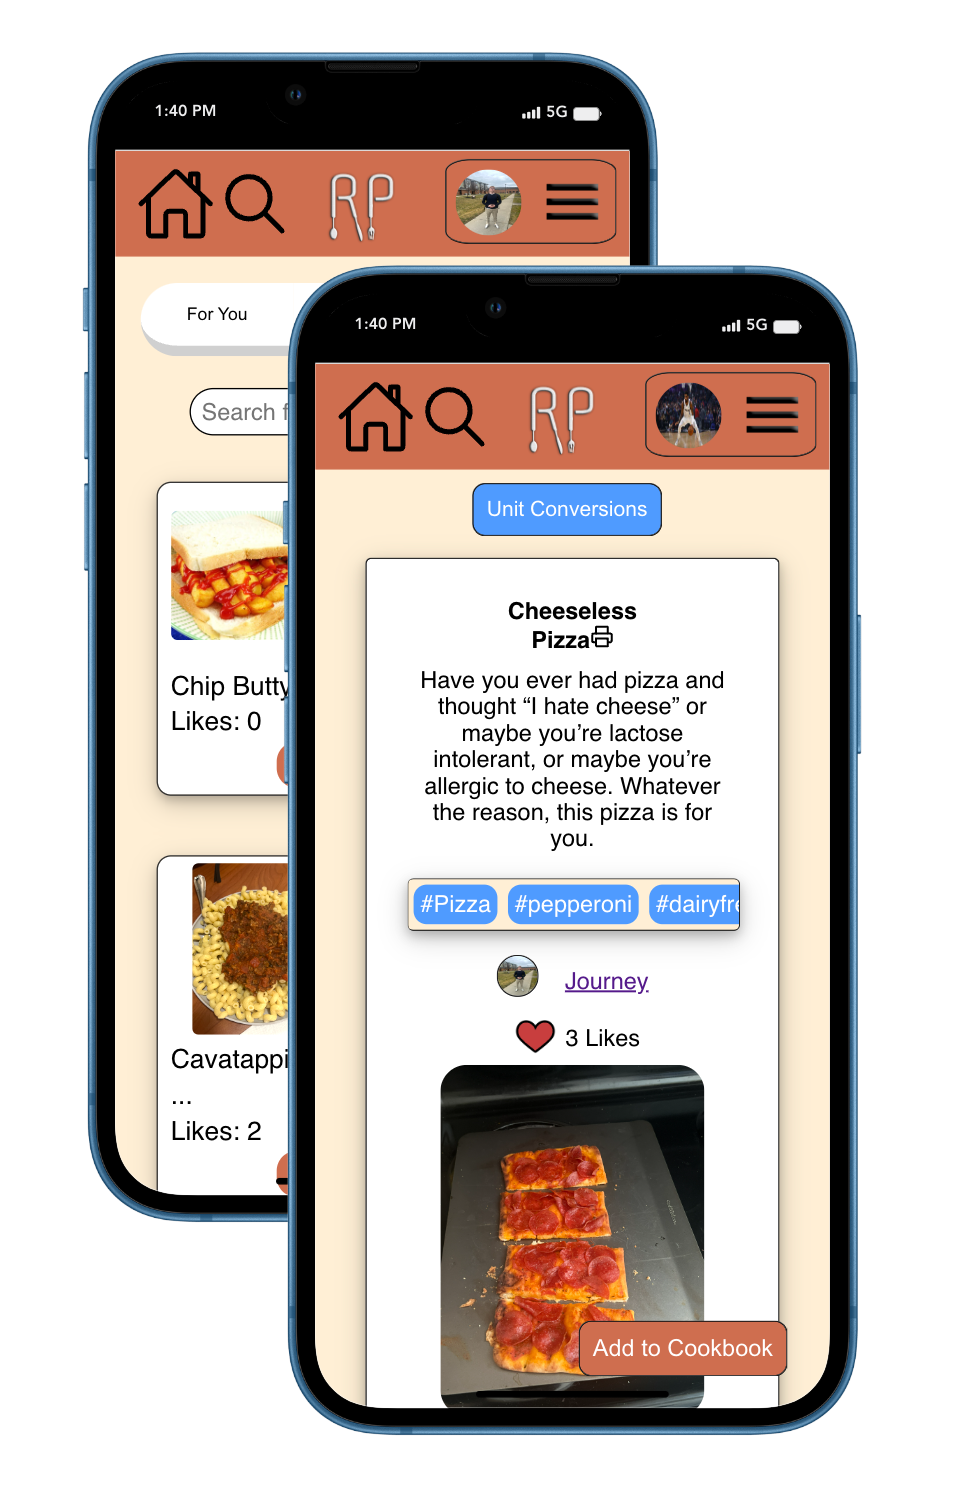 1:40 PM
5G
RP
For You
Search f
Chip Butty
Likes: 0
Cavatappi
...
Likes: 2
1:40 PM
5G
RP
Unit Conversions
Cheeseless
Pizza
Have you ever had pizza and
thought “I hate cheese” or
maybe you’re lactose
intolerant, or maybe you’re
allergic to cheese. Whatever
the reason, this pizza is for
you.
#Pizza #pepperoni #dairyfre
Journey
3 Likes
Add to Cookbook